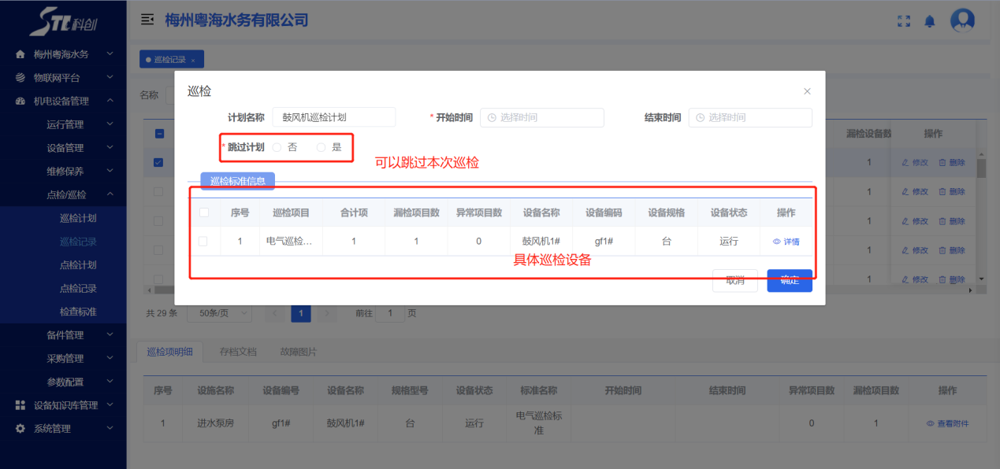 STC科创
梅州粤海水务
物联网平台
机电设备管理
运行管理
设备管理
维修保养
点检/巡检
巡检计划
巡检记录
点检计划
点检记录
检查标准
备件管理
采购管理
参数配置
设备知识库管理
系统管理
梅州粤海水务有限公司
巡检记录 ×
名称
漏检设备数 操作
1 修改 删除
1 修改 删除
1 修改 删除
1 修改 删除
1 修改 删除
巡检
计划名称 鼓风机巡检计划 * 开始时间 选择时间 结束时间 选择时间
* 跳过计划 否 是
可以跳过本次巡检
巡检标准信息
序号 巡检项目 合计项 漏检项目数 异常项目数 设备名称 设备编码 设备规格 设备状态 操作
1 电气巡检... 1 1 0 鼓风机1# gf1# 台 运行 详情
具体巡检设备
取消 确定
共 29 条 50条/页 1 前往 1 页
巡检项明细 存档文档 故障图片
序号 设施名称 设备编号 设备名称 规格型号 设备状态 标准名称 开始时间 结束时间 异常项目数 漏检项目数 操作
1 进水泵房 gf1# 鼓风机1# 台 运行 电气巡检标准 0 1 查看附件